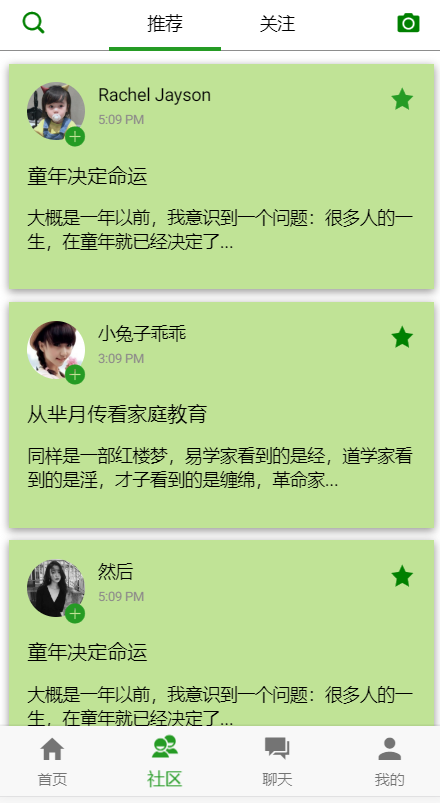 推荐
关注
Rachel Jayson
5:09 PM
童年决定命运
大概是一年以前，我意识到一个问题：很多人的一
生，在童年就已经决定了...
小兔子乖乖
3:09 PM
从芈月传看家庭教育
同样是一部红楼梦，易学家看到的是经，道学家看
到的是淫，才子看到的是缠绵，革命家...
然后
5:09 PM
童年决定命运
大概是一年以前，我意识到一个问题：很多人的一
生，在童年就已经决定了...
首页
社区
聊天
我的